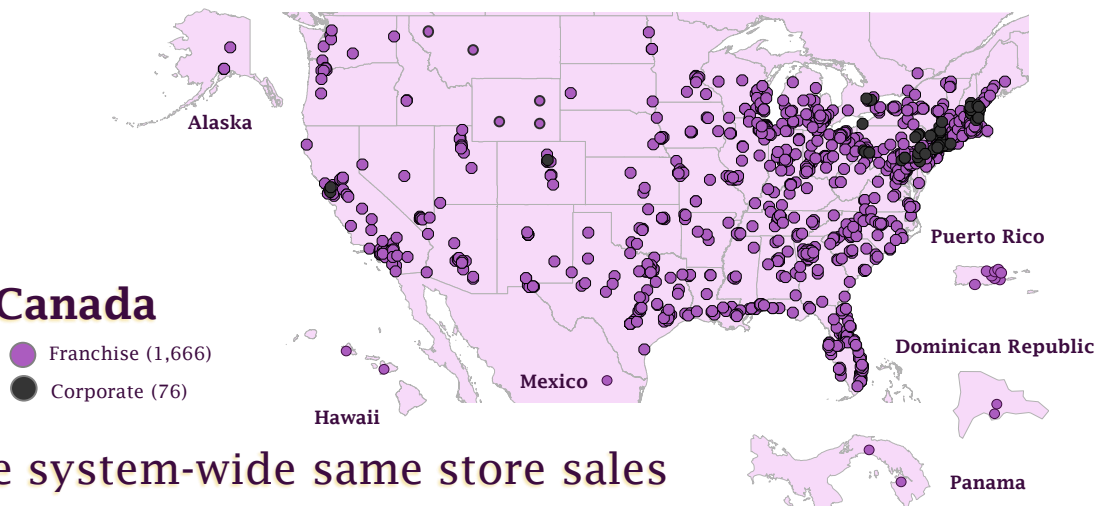 Alaska
Puerto Rico
Canada
Franchise (1,666)
Dominican Republic
Mexico
Corporate (76)
Hawaii
e system-wide same store sales
Panama